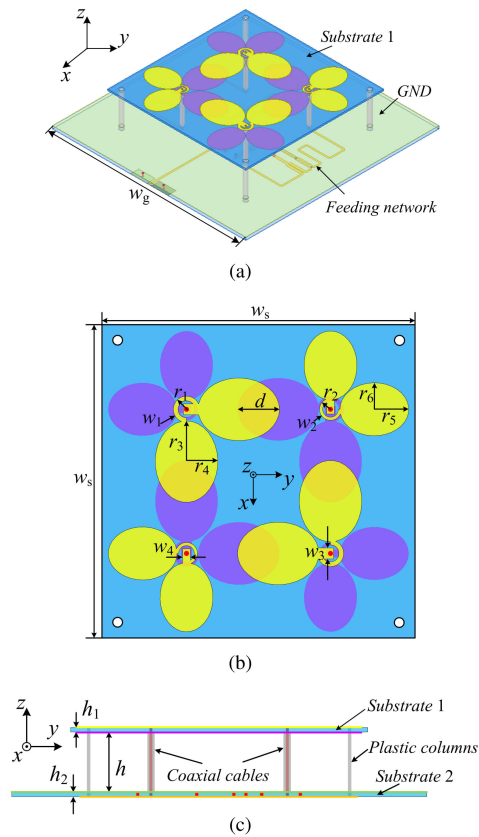 z
y
x
Substrate 1
GND
w_g
Feeding network
(a)
w_s
r_1
r_2
r_6
d
w_1
w_2
r_5
r_3
r_4
w_s
z
y
x
w_4
w_3
(b)
z
y
x
h_1
Substrate 1
h
Coaxial cables
Plastic columns
h_2
Substrate 2
(c)